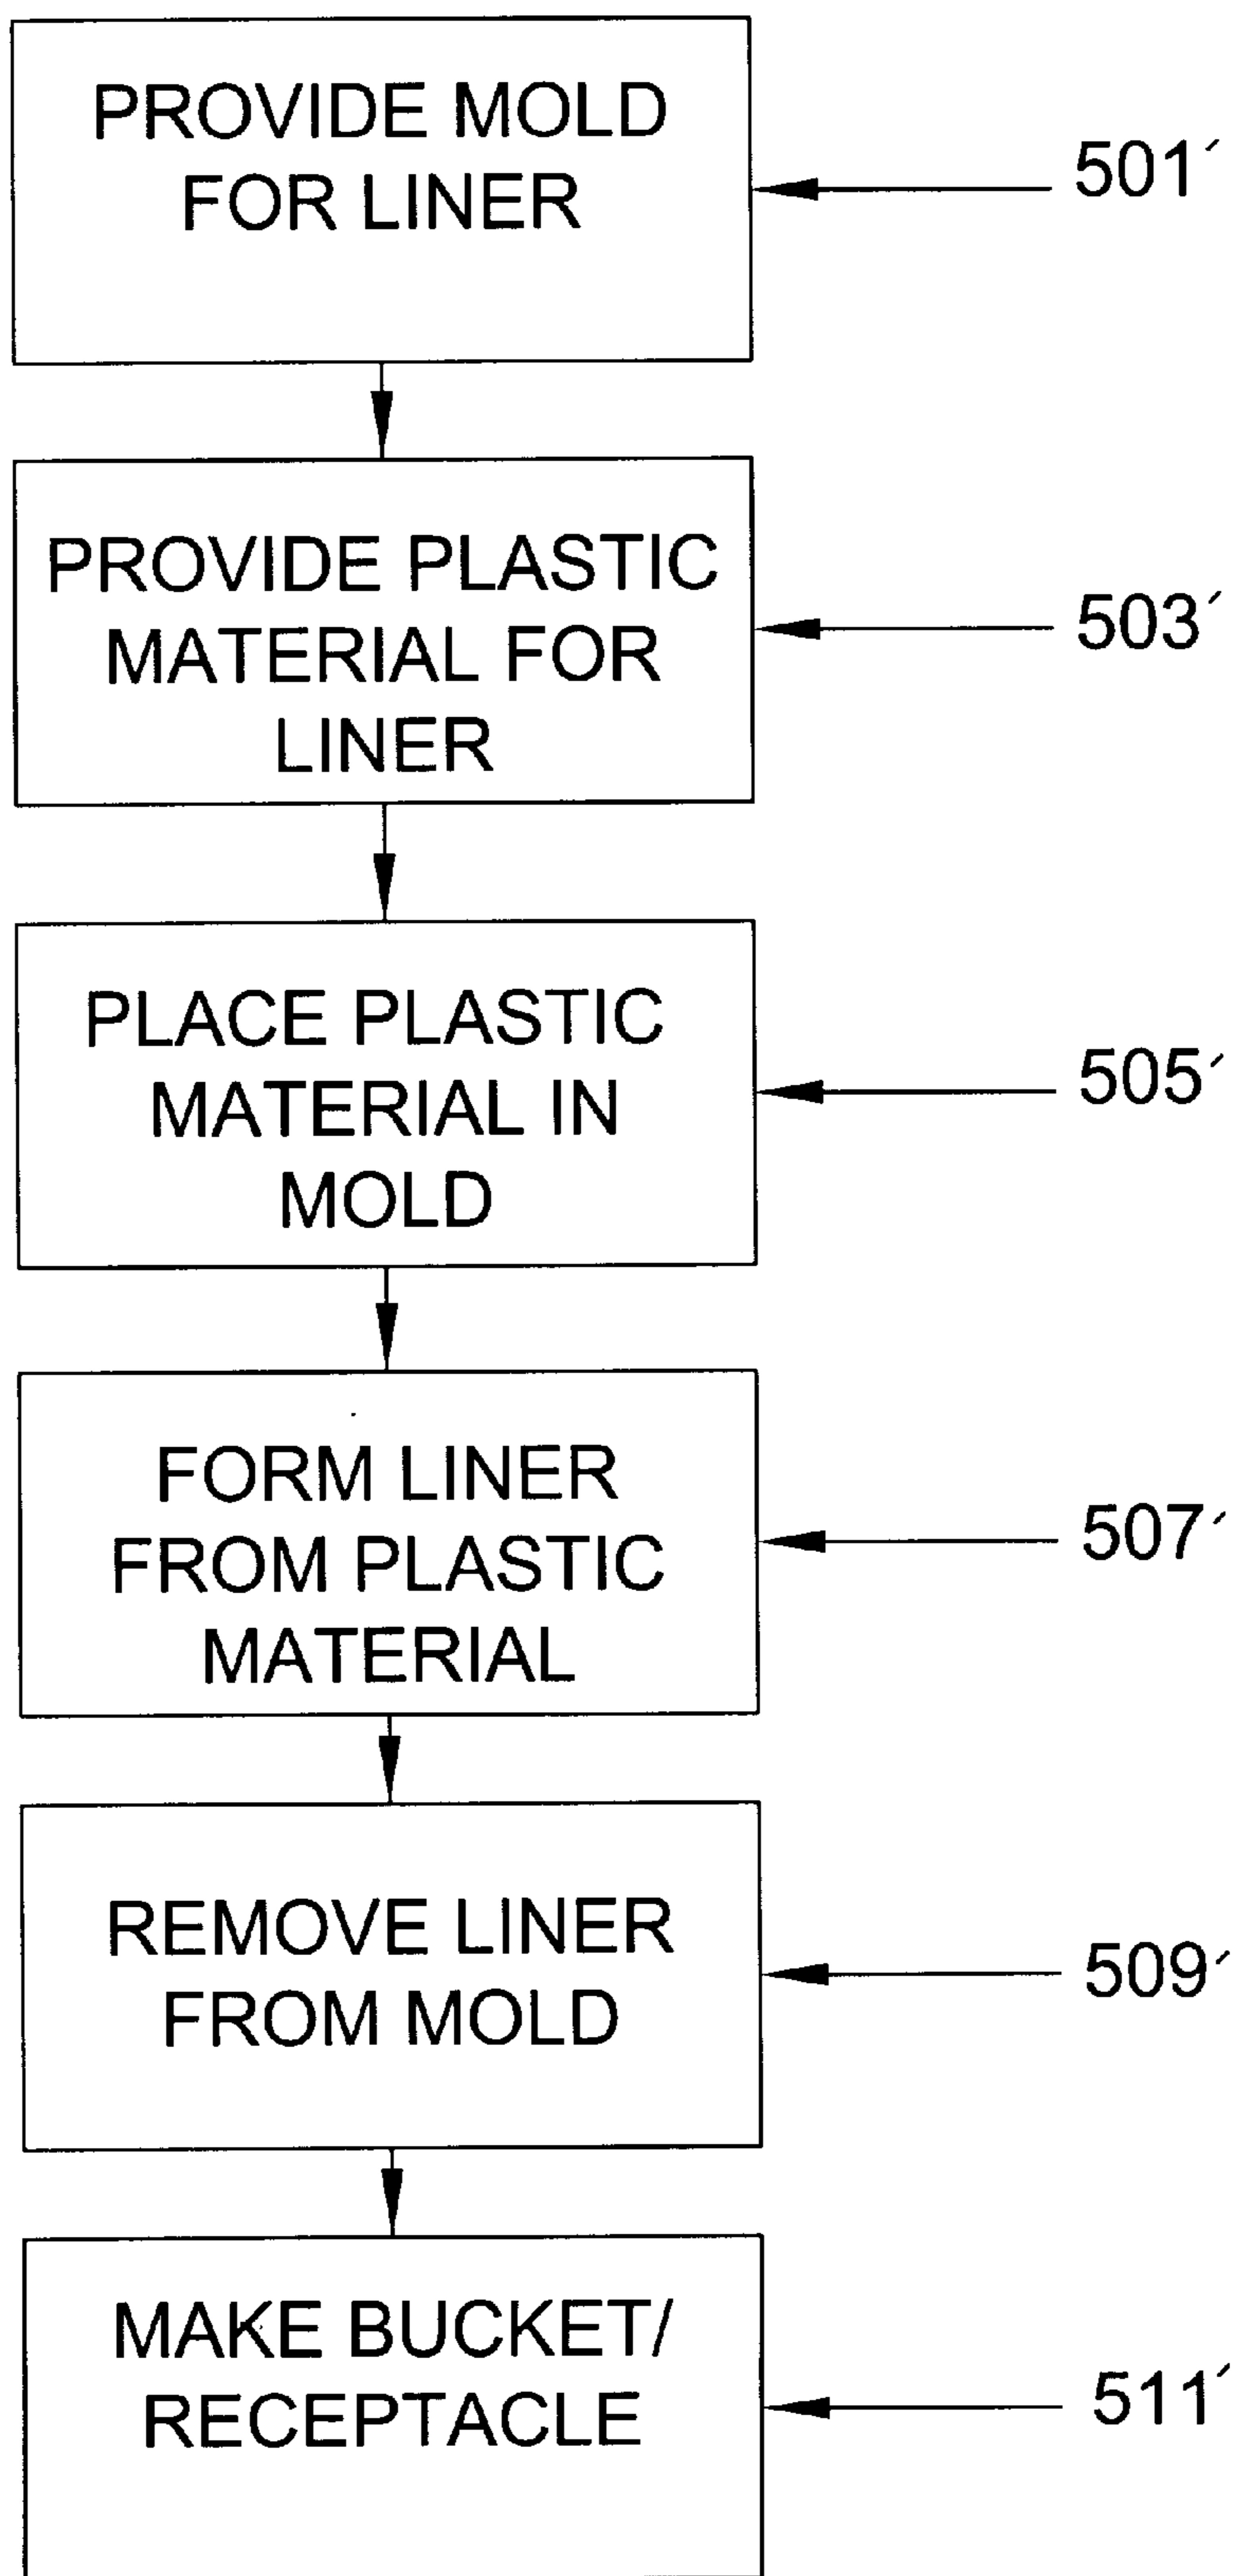 PROVIDE MOLD
FOR LINER
501´
PROVIDE PLASTIC
MATERIAL FOR
LINER
503´
PLACE PLASTIC
MATERIAL IN
MOLD
505´
FORM LINER
FROM PLASTIC
MATERIAL
507´
REMOVE LINER
FROM MOLD
509´
MAKE BUCKET/
RECEPTACLE
511´